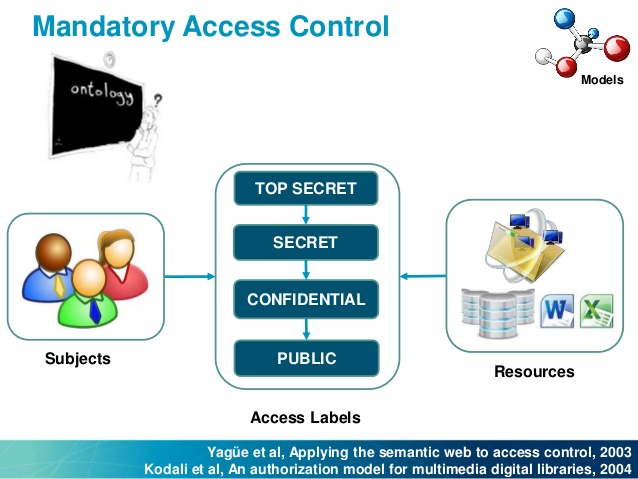 Mandatory Access Control
Models
ontology
?
TOP SECRET
SECRET
CONFIDENTIAL
PUBLIC
Subjects
Resources
Access Labels
W
X
Yagüe et al, Applying the semantic web to access control, 2003
Kodali et al, An authorization model for multimedia digital libraries, 2004